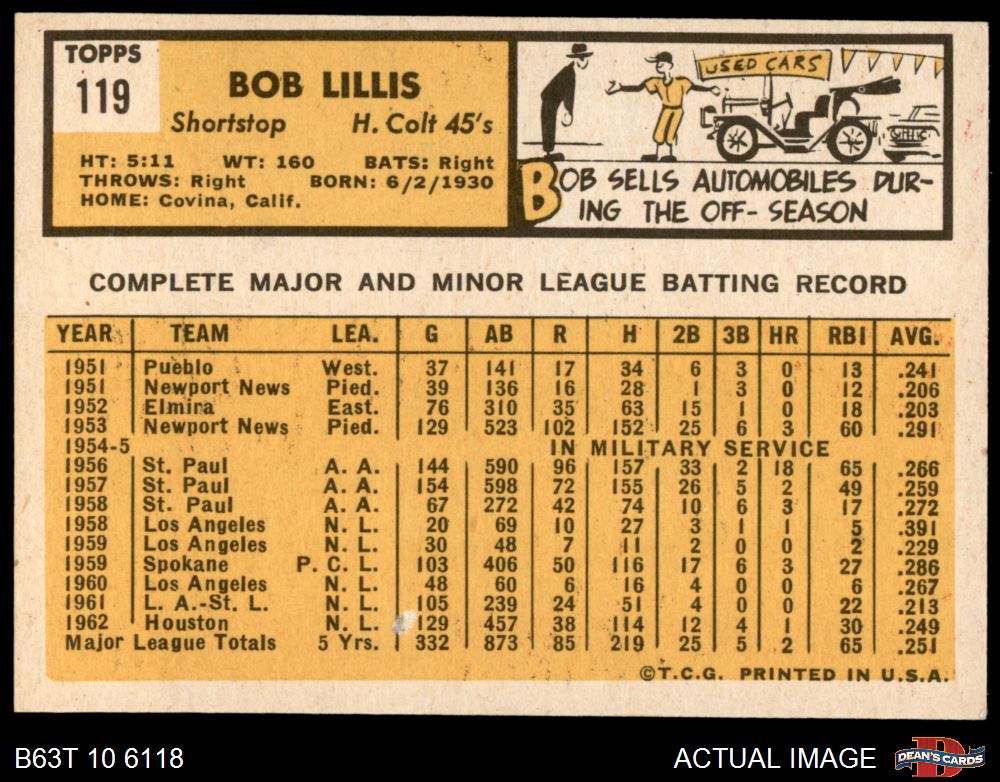 TOPPS
119
BOB LILLIS
Shortstop H. Colt 45's
HT: 5:11 WT: 160 BATS: Right
THROWS: Right BORN: 6/2/1930
HOME: Covina, Calif.
USED CARS
BOB SELLS AUTOMOBILES DUR-
ING THE OFF-SEASON
COMPLETE MAJOR AND MINOR LEAGUE BATTING RECORD
YEAR TEAM LEA. G AB R H 2B 3B HR RBI AVG.
1951 Pueblo West. 37 141 17 34 6 3 0 13 .241
1951 Newport News Pied. 39 136 16 28 1 3 0 12 .206
1952 Elmira East. 76 310 35 63 15 1 0 18 .203
1953 Newport News Pied. 129 523 102 152 25 6 3 60 .291
1954-5 IN MILITARY SERVICE
1956 St. Paul A. A. 144 590 96 157 33 2 18 65 .266
1957 St. Paul A. A. 154 598 72 155 26 5 2 49 .259
1958 St. Paul A. A. 67 272 42 74 10 6 3 17 .272
1958 Los Angeles N. L. 20 69 10 27 3 1 1 5 .391
1959 Los Angeles N. L. 30 48 7 11 2 0 0 2 .229
1959 Spokane P. C. L. 103 406 50 116 17 6 3 27 .286
1960 Los Angeles N. L. 48 60 6 16 4 0 0 6 .267
1961 L. A.-St. L. N. L. 105 239 24 51 4 0 0 22 .213
1962 Houston N. L. 129 457 38 114 12 4 1 30 .249
Major League Totals 5 Yrs. 332 873 85 219 25 5 2 65 .251
©T.C.G. PRINTED IN U.S.A.
B63T 10 6118 ACTUAL IMAGE
D
DEAN'S CARDS